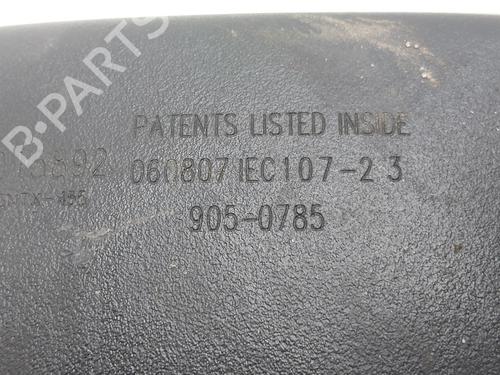 PATENTS LISTED INSIDE
060807 IEC107-2 3
905-0785
B-PARTS